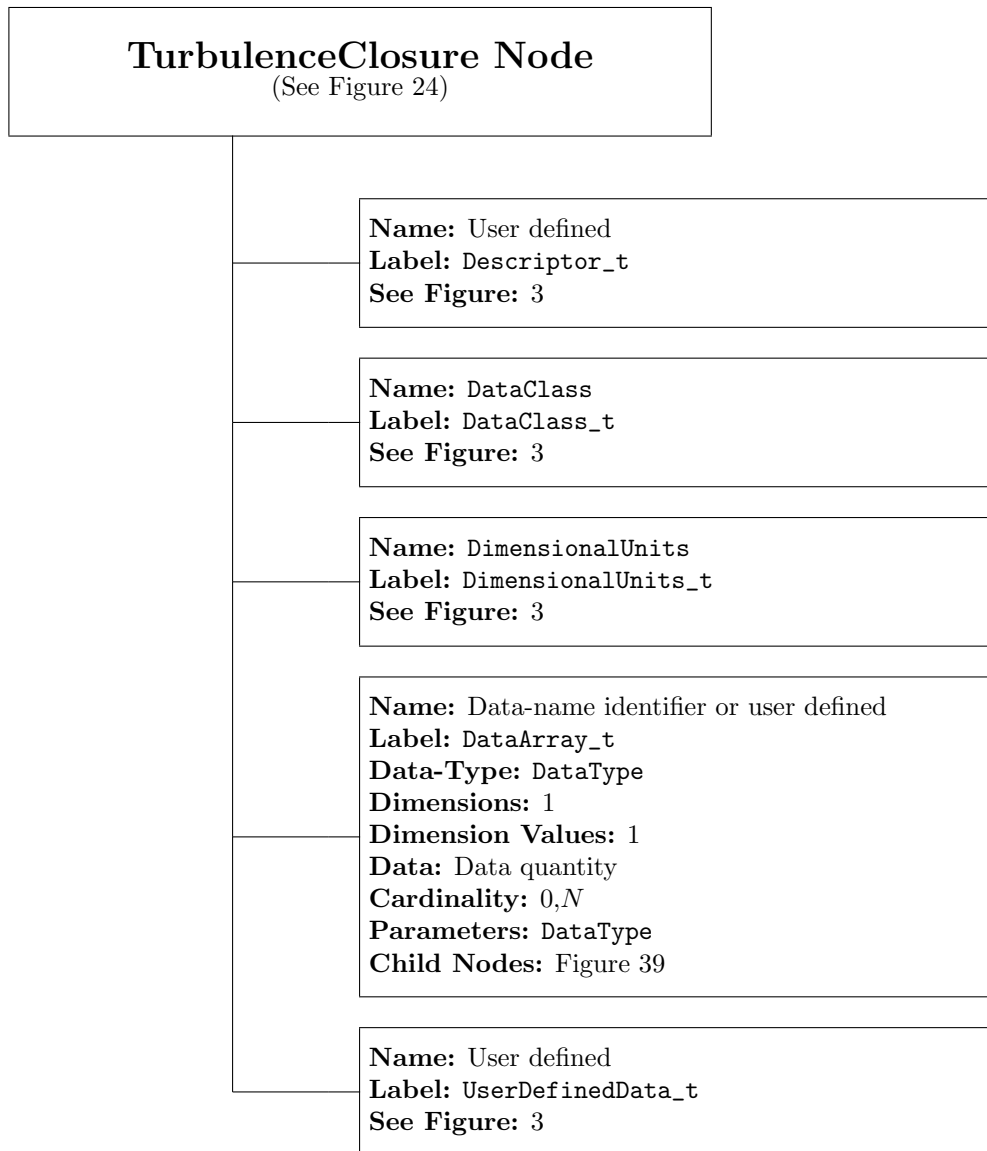 TurbulenceClosure Node
(See Figure 24)
Name: User defined
Label: Descriptor_t
See Figure: 3
Name: DataClass
Label: DataClass_t
See Figure: 3
Name: DimensionalUnits
Label: DimensionalUnits_t
See Figure: 3
Name: Data-name identifier or user defined
Label: DataArray_t
Data-Type: DataType
Dimensions: 1
Dimension Values: 1
Data: Data quantity
Cardinality: 0,N
Parameters: DataType
Child Nodes: Figure 39
Name: User defined
Label: UserDefinedData_t
See Figure: 3